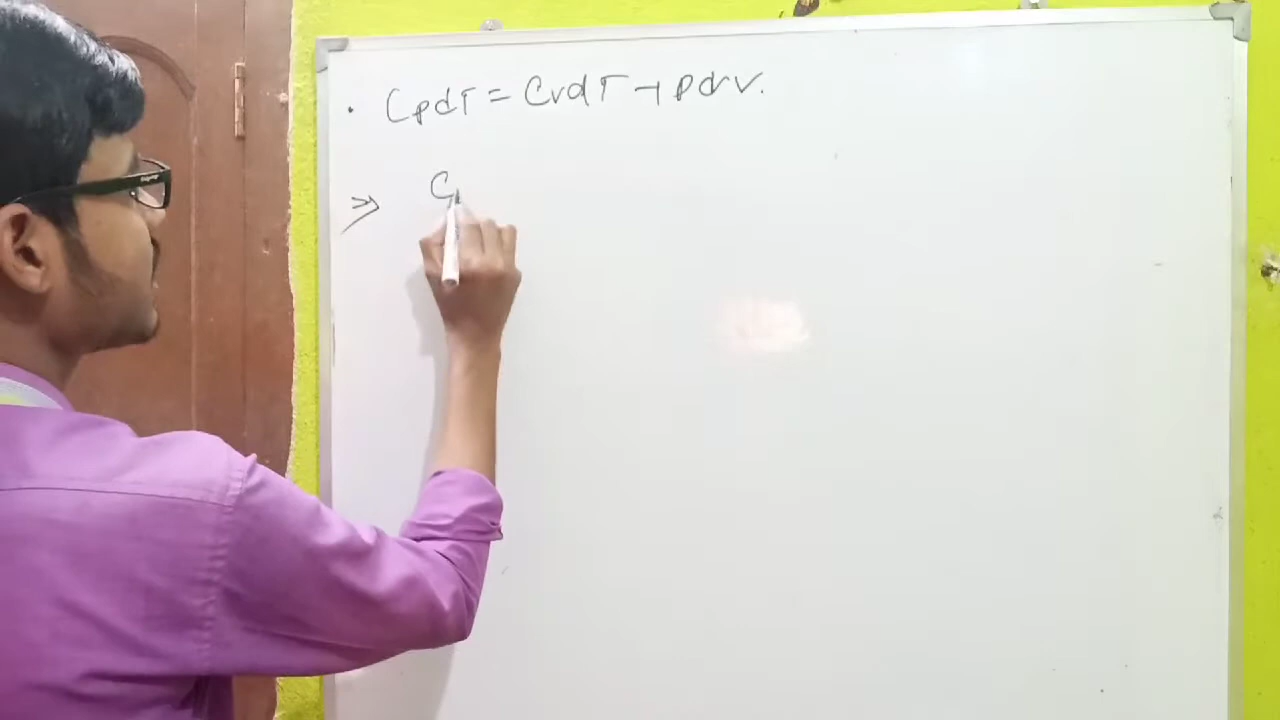 · CpdT = CvdT + pdv.
⇒ C